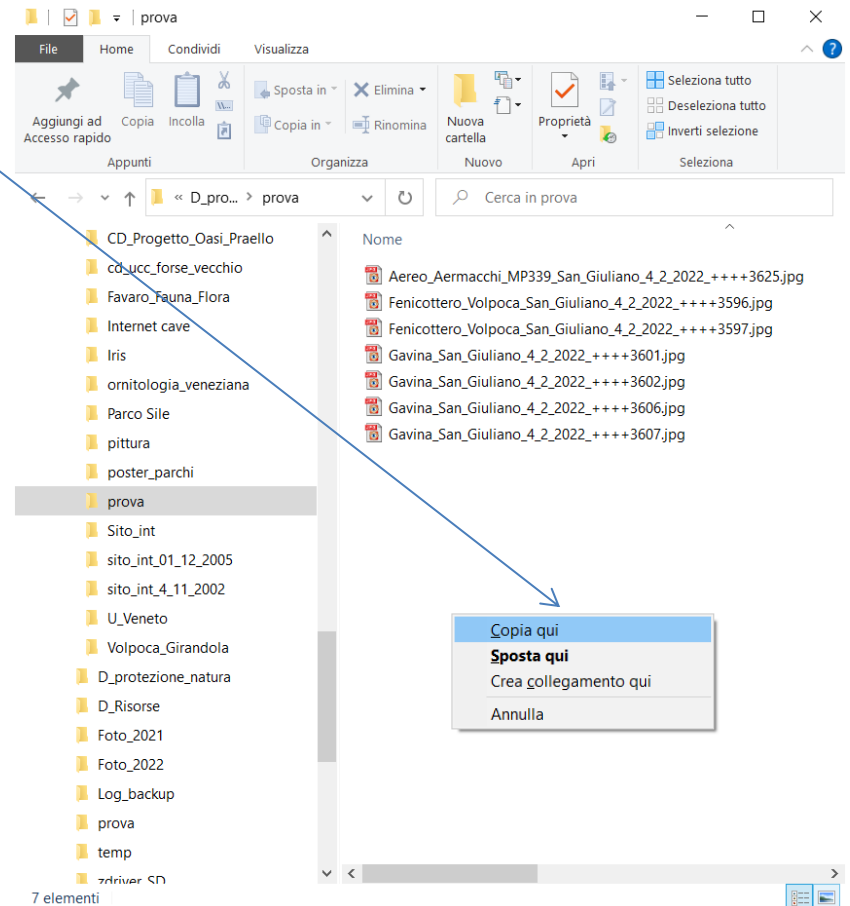 prova
File Home Condividi Visualizza
Aggiungi ad
Accesso rapido
Copia
Incolla
Sposta in
Copia in
Elimina
Rinomina
Nuova
cartella
Proprietà
Seleziona tutto
Deseleziona tutto
Inverti selezione
Appunti Organizza Nuovo Apri Seleziona
« D_pro... > prova
Cerca in prova
CD_Progetto_Oasi_Praello
cd_ucc_forse_vecchio
Favaro_Fauna_Flora
Internet cave
Iris
ornitologia_veneziana
Parco Sile
pittura
poster_parchi
prova
Sito_int
sito_int_01_12_2005
sito_int_4_11_2002
U_Veneto
Volpoca_Girandola
D_protezione_natura
D_Risorse
Foto_2021
Foto_2022
Log_backup
prova
temp
zdriver_SD
Nome
Aereo_Aermacchi_MP339_San_Giuliano_4_2_2022_++++3625.jpg
Fenicottero_Volpoca_San_Giuliano_4_2_2022_++++3596.jpg
Fenicottero_Volpoca_San_Giuliano_4_2_2022_++++3597.jpg
Gavina_San_Giuliano_4_2_2022_++++3601.jpg
Gavina_San_Giuliano_4_2_2022_++++3602.jpg
Gavina_San_Giuliano_4_2_2022_++++3606.jpg
Gavina_San_Giuliano_4_2_2022_++++3607.jpg
Copia qui
Sposta qui
Crea collegamento qui
Annulla
7 elementi